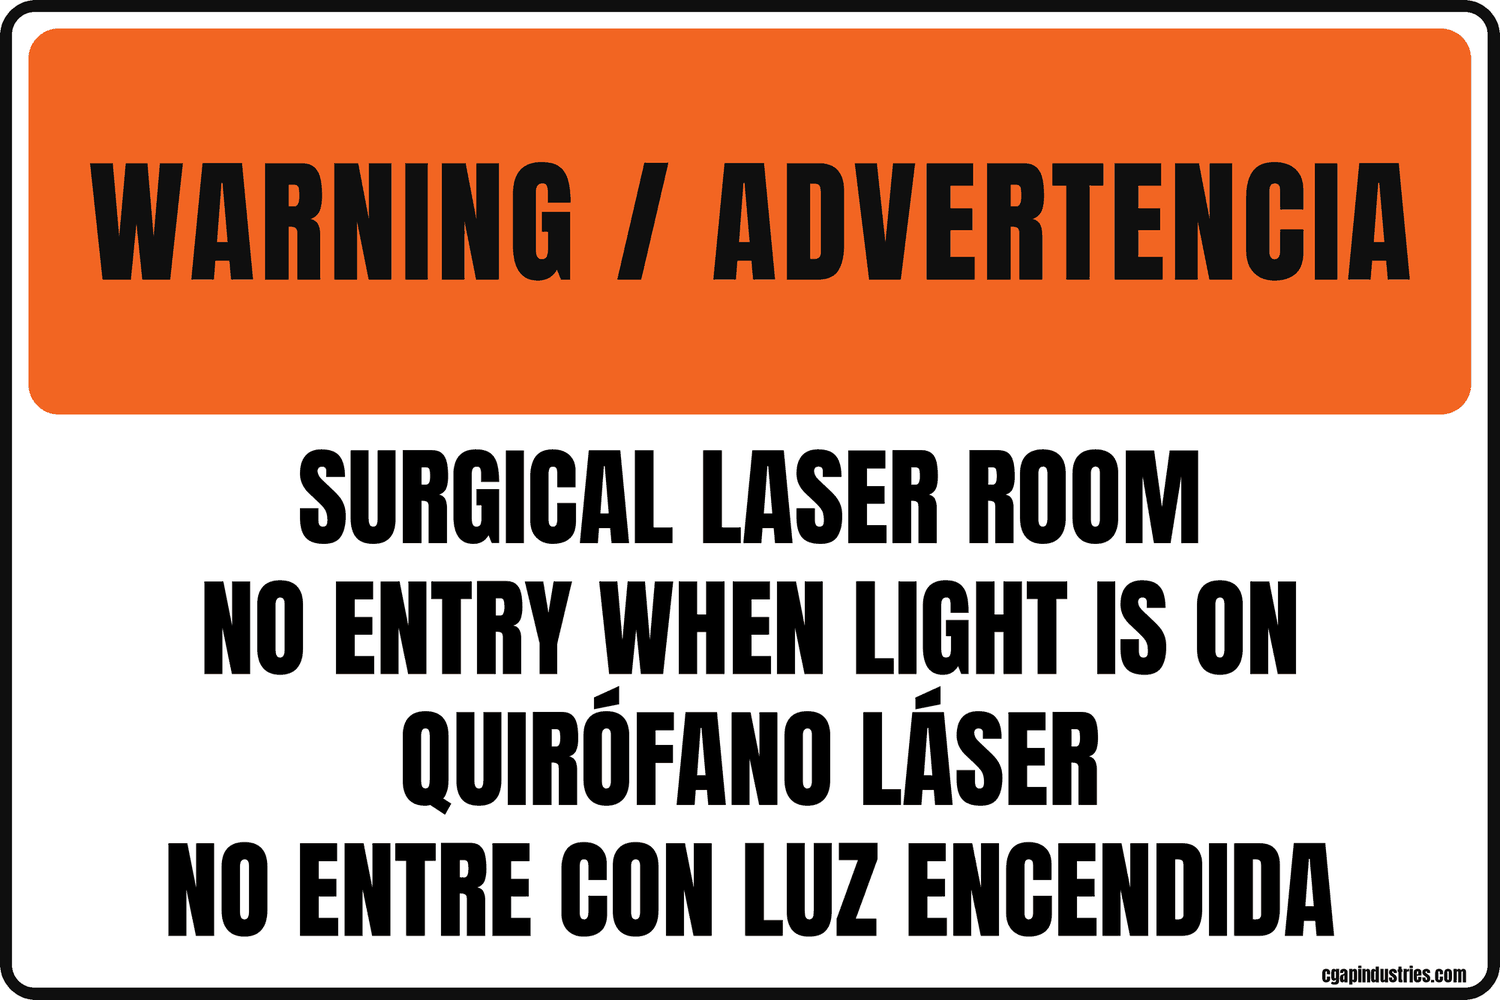 WARNING / ADVERTENCIA
SURGICAL LASER ROOM
NO ENTRY WHEN LIGHT IS ON
QUIRÓFANO LÁSER
NO ENTRE CON LUZ ENCENDIDA
cgapindustries.com